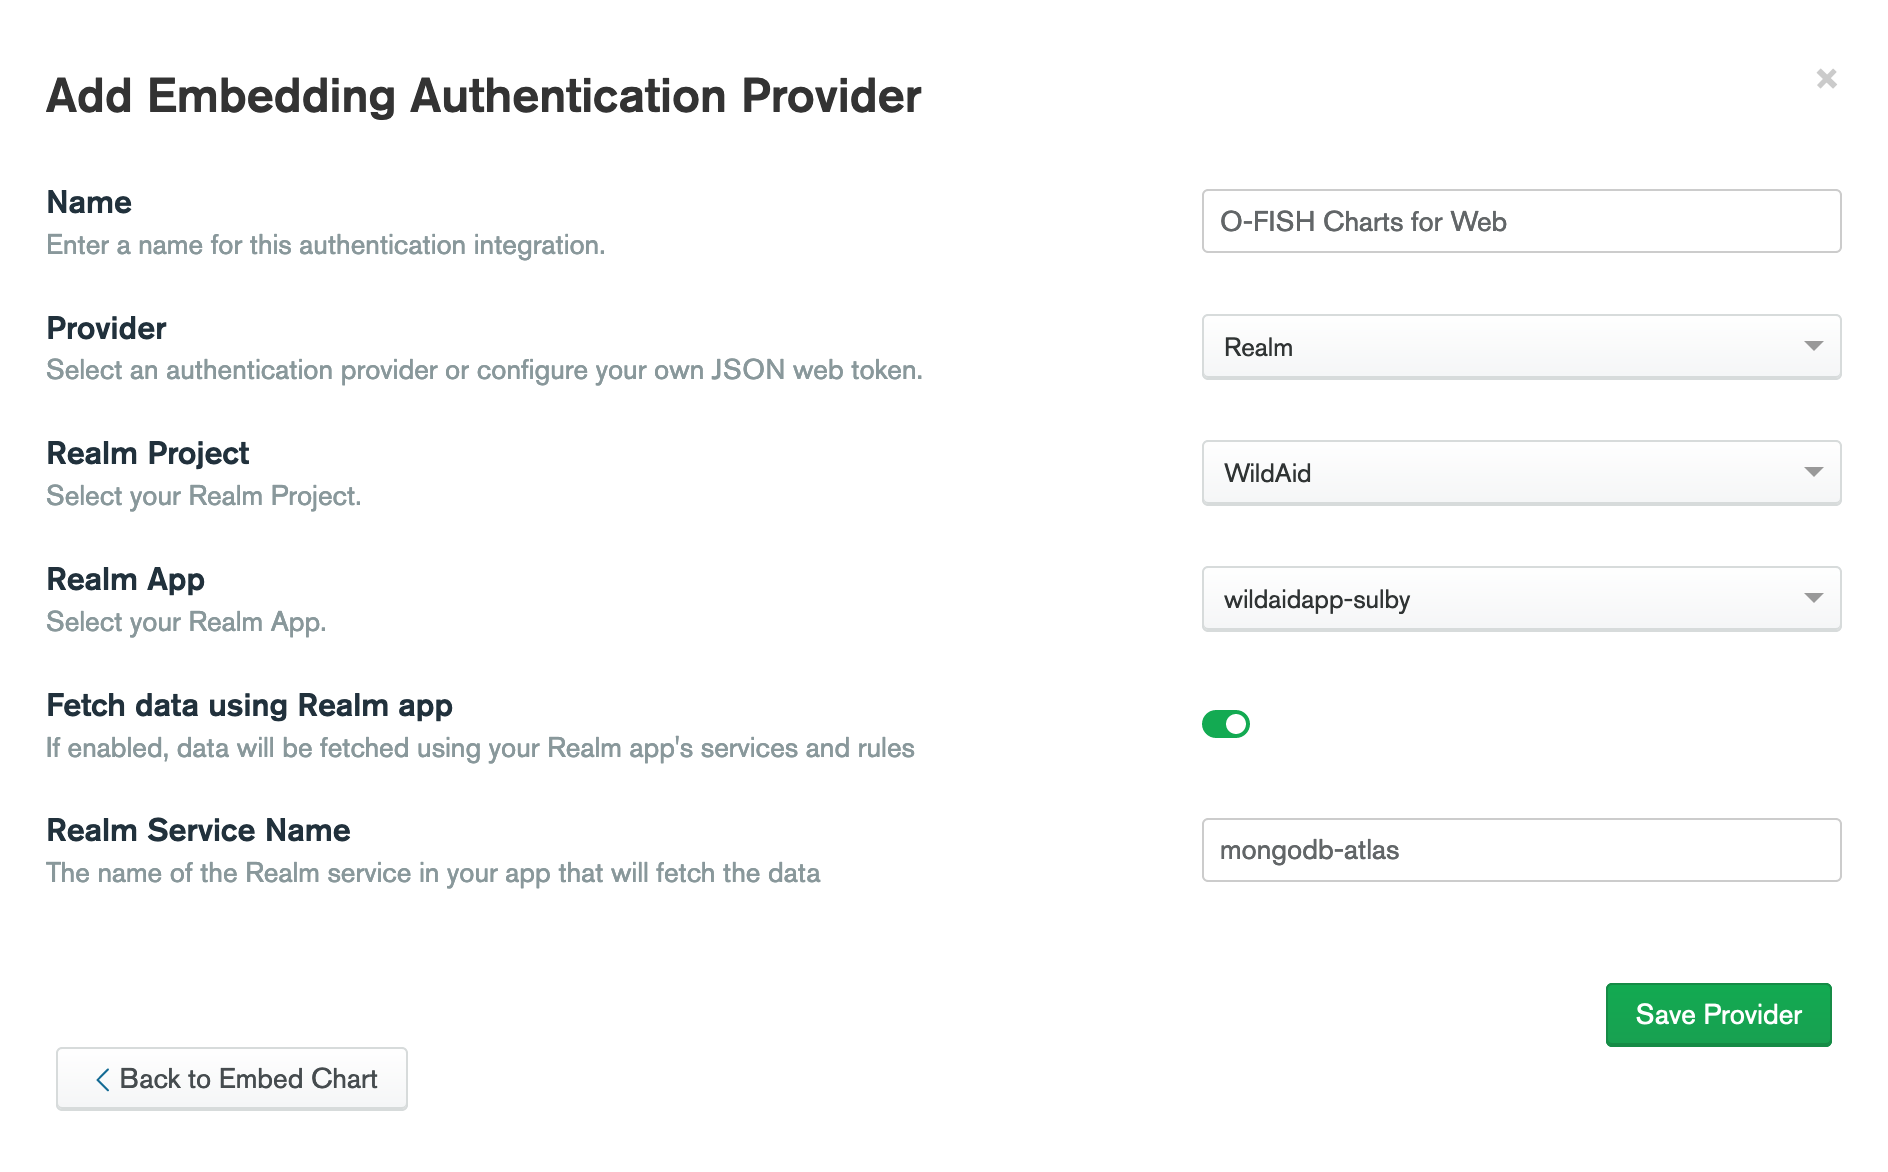 Add Embedding Authentication Provider
Name
Enter a name for this authentication integration.
O-FISH Charts for Web
Provider
Select an authentication provider or configure your own JSON web token.
Realm
Realm Project
Select your Realm Project.
WildAid
Realm App
Select your Realm App.
wildaidapp-sulby
Fetch data using Realm app
If enabled, data will be fetched using your Realm app's services and rules
Realm Service Name
The name of the Realm service in your app that will fetch the data
mongodb-atlas
Save Provider
Back to Embed Chart